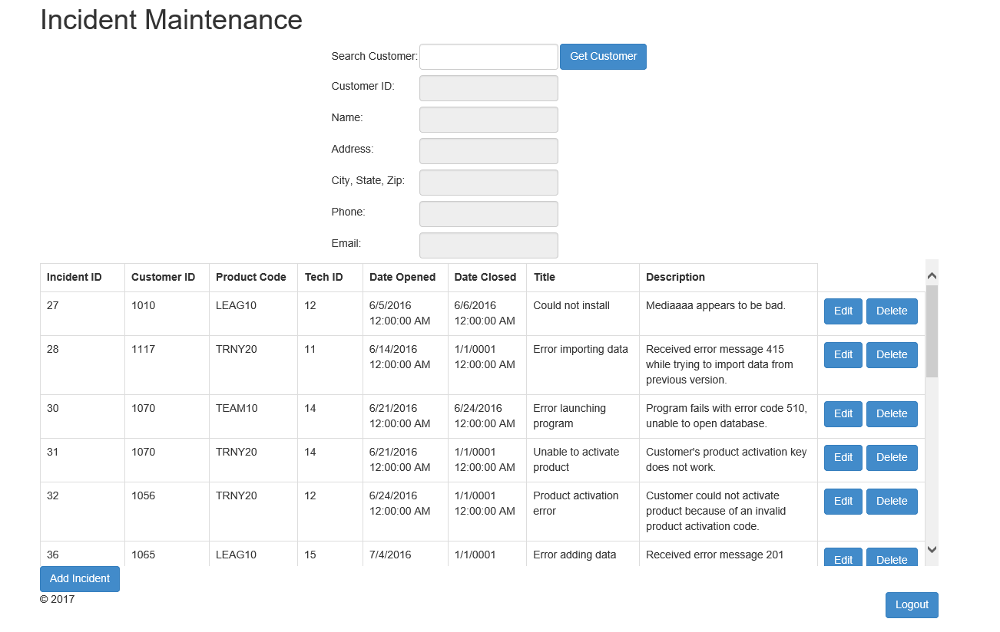 Incident Maintenance
Search Customer: Get Customer
Customer ID:
Name:
Address:
City, State, Zip:
Phone:
Email:
Incident ID Customer ID Product Code Tech ID Date Opened Date Closed Title Description
27 1010 LEAG10 12 6/5/2016 6/6/2016 Could not install Mediaaaa appears to be bad. Edit Delete
12:00:00 AM 12:00:00 AM
28 1117 TRNY20 11 6/14/2016 1/1/0001 Error importing data Received error message 415 Edit Delete
12:00:00 AM 12:00:00 AM while trying to import data from
previous version.
30 1070 TEAM10 14 6/21/2016 6/24/2016 Error launching Program fails with error code 510, Edit Delete
12:00:00 AM 12:00:00 AM program unable to open database.
31 1070 TRNY20 14 6/21/2016 1/1/0001 Unable to activate Customer's product activation key Edit Delete
12:00:00 AM 12:00:00 AM product does not work.
32 1056 TRNY20 12 6/24/2016 1/1/0001 Product activation Customer could not activate Edit Delete
12:00:00 AM 12:00:00 AM error product because of an invalid
product activation code.
36 1065 LEAG10 15 7/4/2016 1/1/0001 Error adding data Received error message 201 Edit Delete
Add Incident
© 2017
Logout